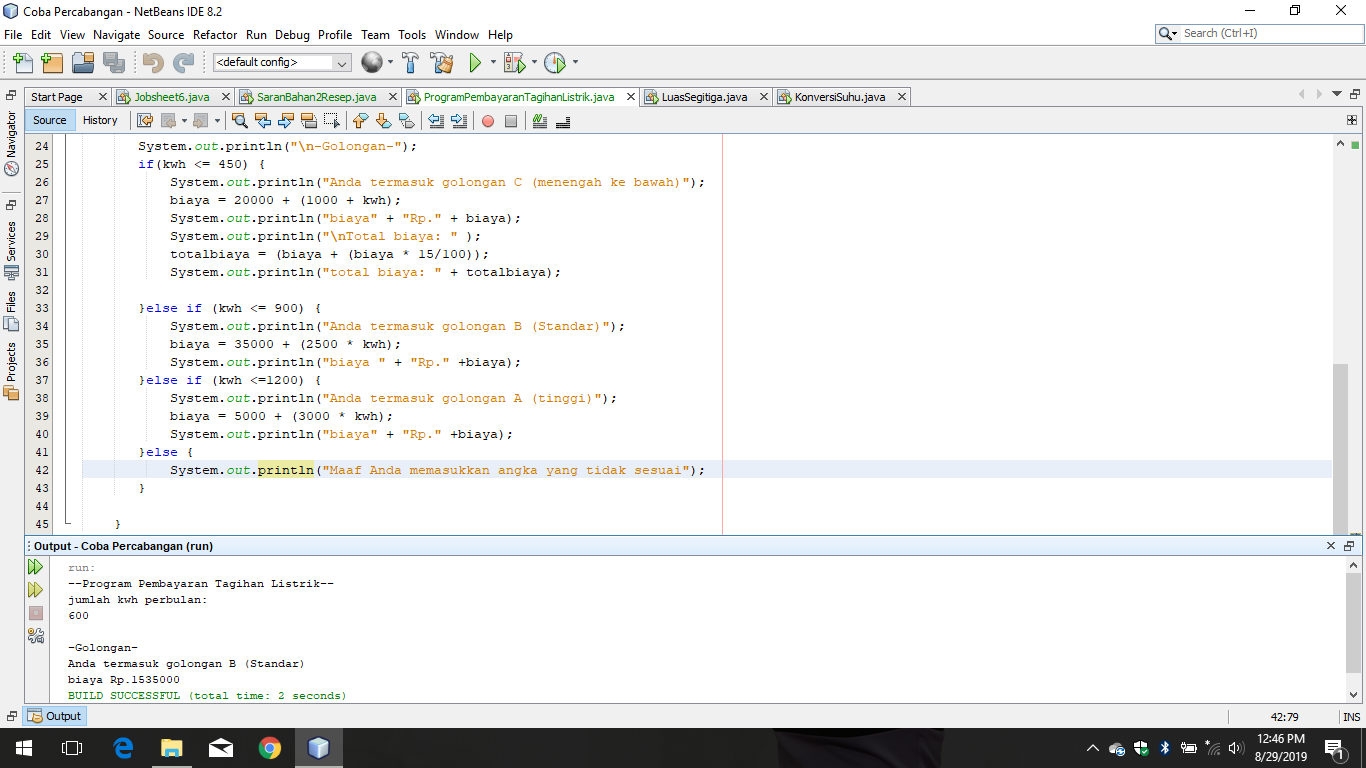 Coba Percabangan - NetBeans IDE 8.2
File Edit View Navigate Source Refactor Run Debug Profile Team Tools Window Help
Search (Ctrl+I)
<default config>
Start Page Jobsheet6.java SaranBahan2Resep.java ProgramPembayaranTagihanListrik.java LuasSegitiga.java KonversiSuhu.java
Source History
Navigator
Services
Files
Projects
24 System.out.println("\n-Golongan-");
25 if(kwh <= 450) {
26 System.out.println("Anda termasuk golongan C (menengah ke bawah)");
27 biaya = 20000 + (1000 + kwh);
28 System.out.println("biaya" + "Rp." + biaya);
29 System.out.println("\nTotal biaya: " );
30 totalbiaya = (biaya + (biaya * 15/100));
31 System.out.println("total biaya: " + totalbiaya);
32
33 }else if (kwh <= 900) {
34 System.out.println("Anda termasuk golongan B (Standar)");
35 biaya = 35000 + (2500 * kwh);
36 System.out.println("biaya " + "Rp." +biaya);
37 }else if (kwh <=1200) {
38 System.out.println("Anda termasuk golongan A (tinggi)");
39 biaya = 5000 + (3000 * kwh);
40 System.out.println("biaya" + "Rp." +biaya);
41 }else {
42 System.out.println("Maaf Anda memasukkan angka yang tidak sesuai");
43 }
44
45 }
Output - Coba Percabangan (run)
run:
--Program Pembayaran Tagihan Listrik--
jumlah kwh perbulan:
600
-Golongan-
Anda termasuk golongan B (Standar)
biaya Rp.1535000
BUILD SUCCESSFUL (total time: 2 seconds)
Output
42:79 INS
12:46 PM
8/29/2019
1